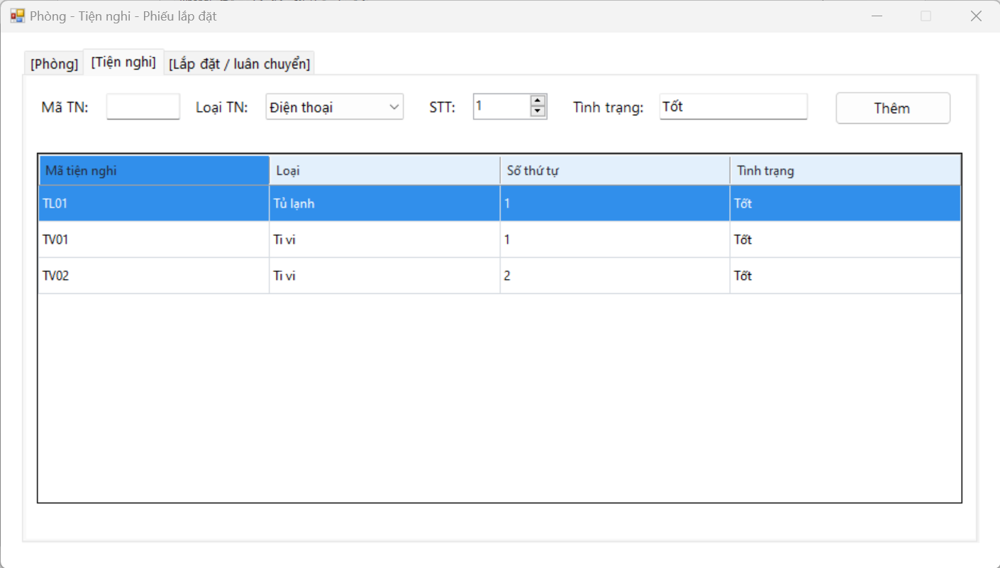 Phòng - Tiện nghi - Phiếu lắp đặt
[Phòng] [Tiện nghi] [Lắp đặt / luân chuyển]
Mã TN: Loại TN: Điện thoại STT: 1 Tình trạng: Tốt Thêm
Mã tiện nghi Loại Số thứ tự Tình trạng
TL01 Tủ lạnh 1 Tốt
TV01 Ti vi 1 Tốt
TV02 Ti vi 2 Tốt